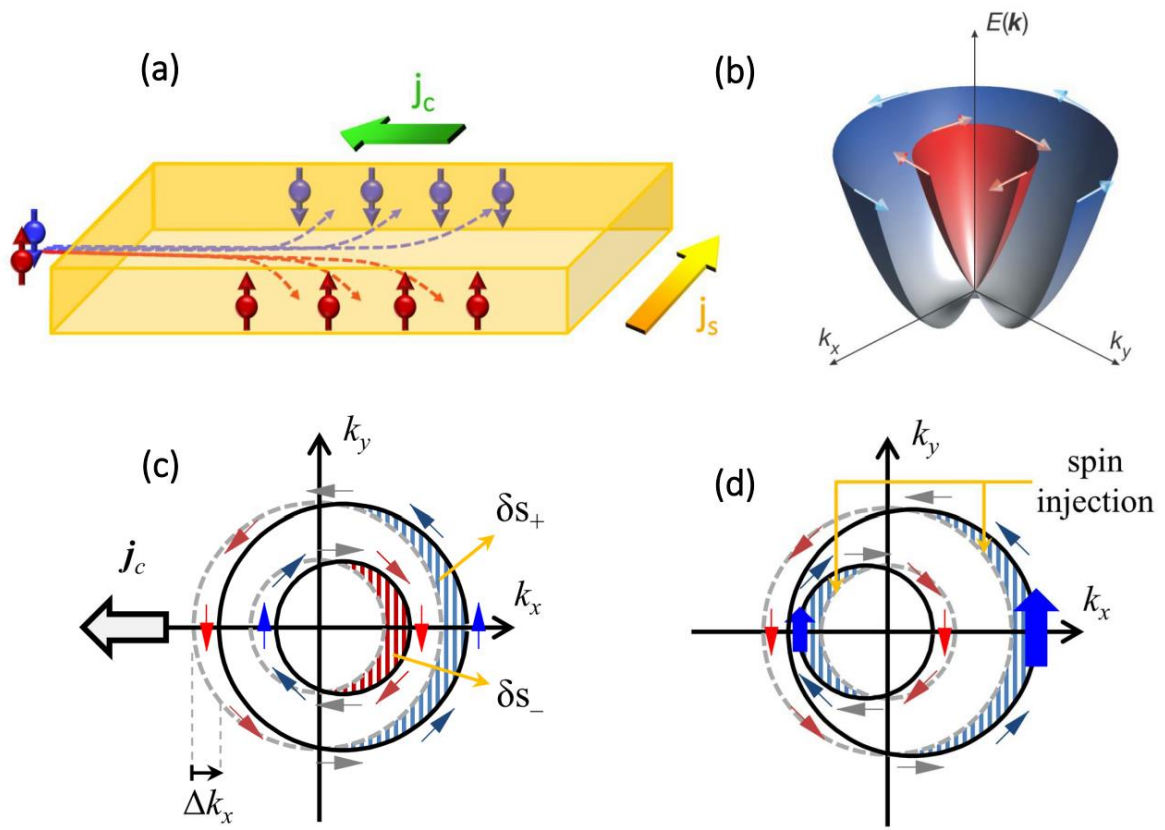 (a)
j_c
j_s
(b)
E(k)
k_x
k_y
(c)
k_y
δs_+
j_c
k_x
δs_−
Δk_x
(d)
k_y
spin
injection
k_x